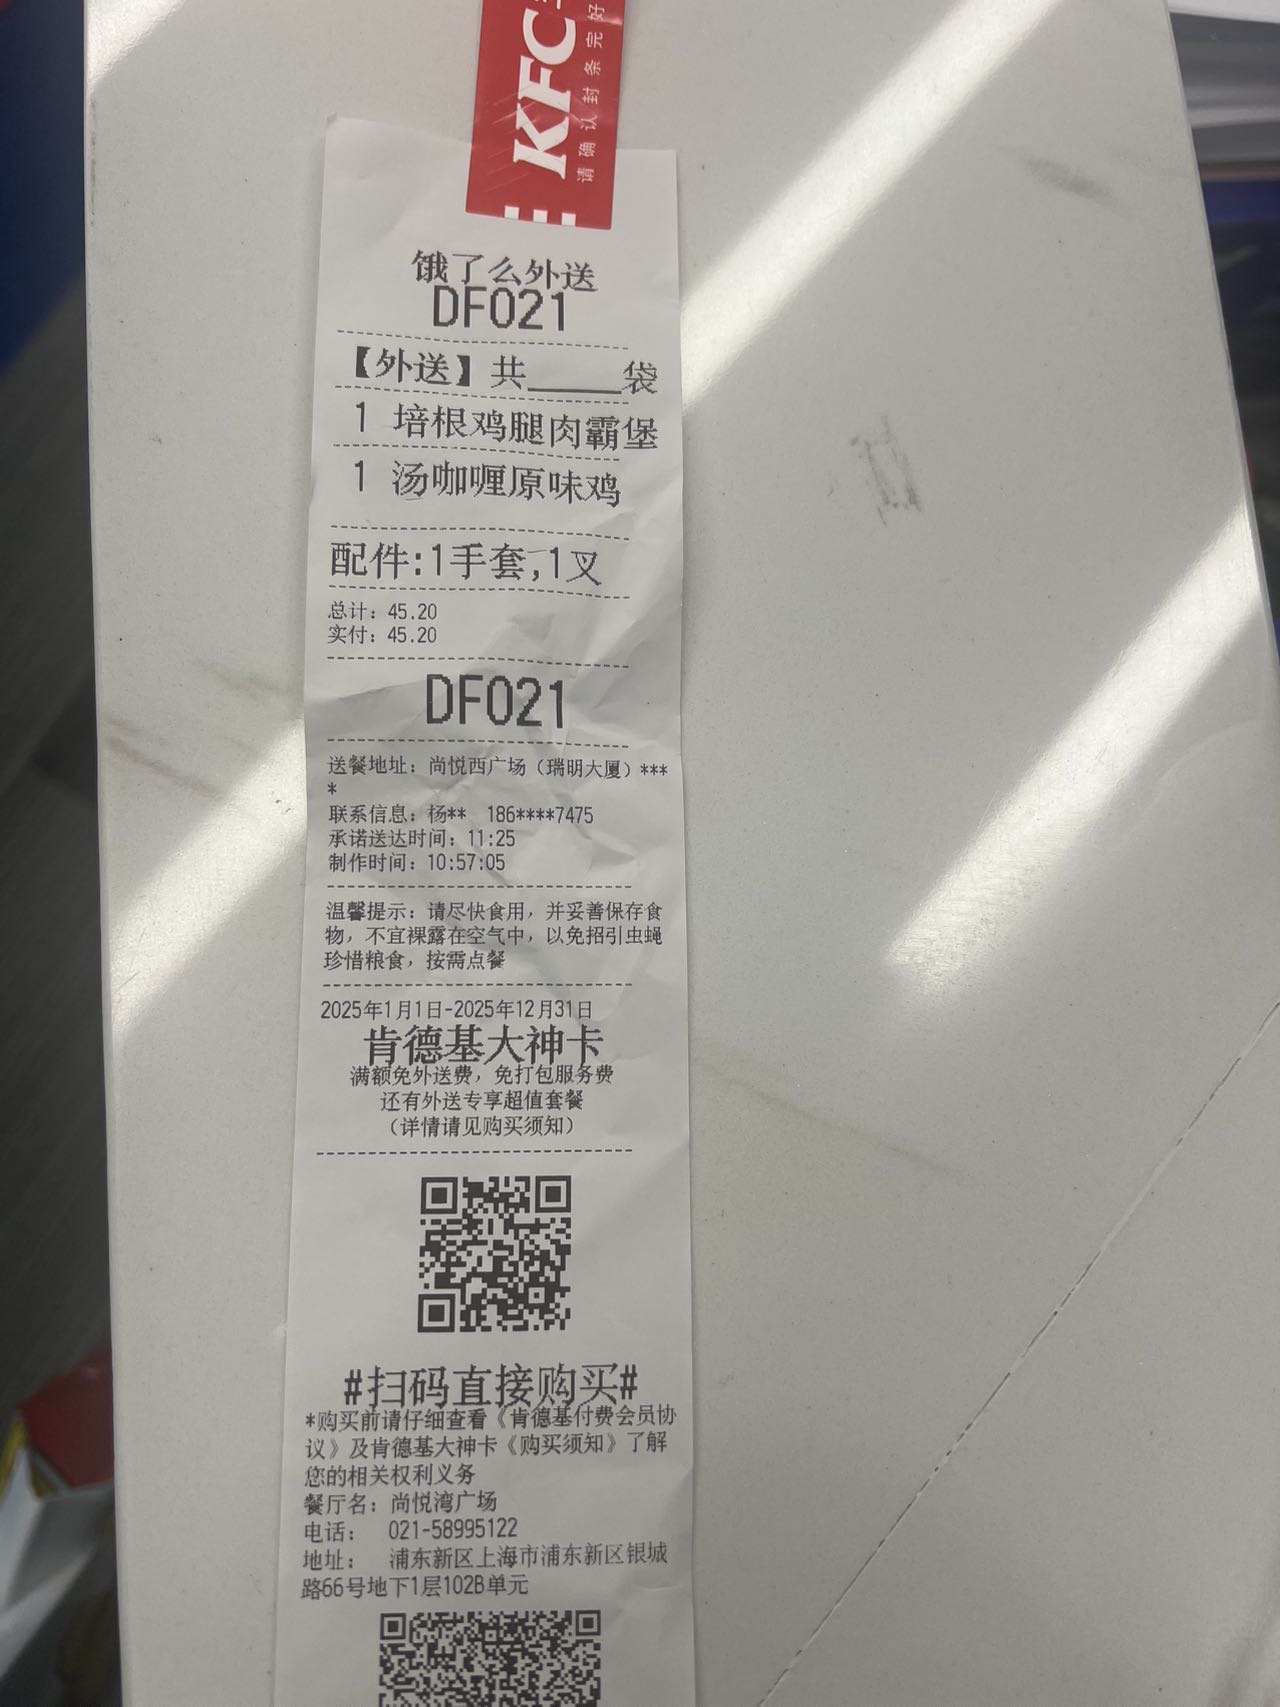 KFC
请确认封条完好
饿了么外送
DF021
【外送】共_____袋
1 培根鸡腿肉霸堡
1 汤咖喱原味鸡
配件:1手套,1叉
总计：45.20
实付：45.20
DF021
送餐地址：尚悦西广场（瑞明大厦）***
*
联系信息：杨** 186****7475
承诺送达时间：11:25
制作时间：10:57:05
温馨提示：请尽快食用，并妥善保存食
物，不宜裸露在空气中，以免招引虫蝇
珍惜粮食，按需点餐
2025年1月1日-2025年12月31日
肯德基大神卡
满额免外送费，免打包服务费
还有外送专享超值套餐
（详情请见购买须知）
#扫码直接购买#
*购买前请仔细查看《肯德基付费会员协
议》及肯德基大神卡《购买须知》了解
您的相关权利义务
餐厅名：尚悦湾广场
电话： 021-58995122
地址： 浦东新区上海市浦东新区银城
路66号地下1层102B单元